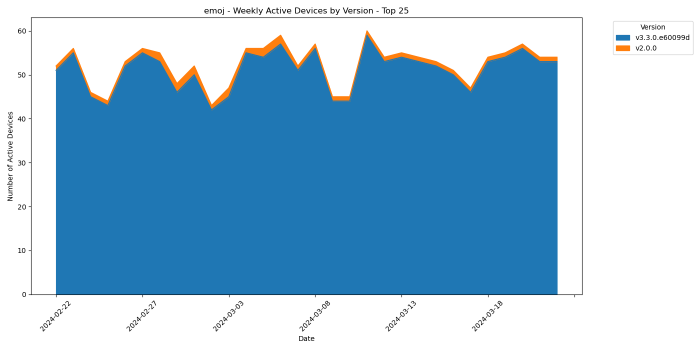 emoj - Weekly Active Devices by Version - Top 25
Number of Active Devices
60
50
40
30
20
10
0
2024-02-22
2024-02-27
2024-03-03
2024-03-08
2024-03-13
2024-03-18
Date
Version
v3.3.0.e60099d
v2.0.0